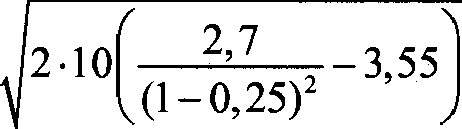 √(2·10(2,7/(1−0,25)² − 3,55))